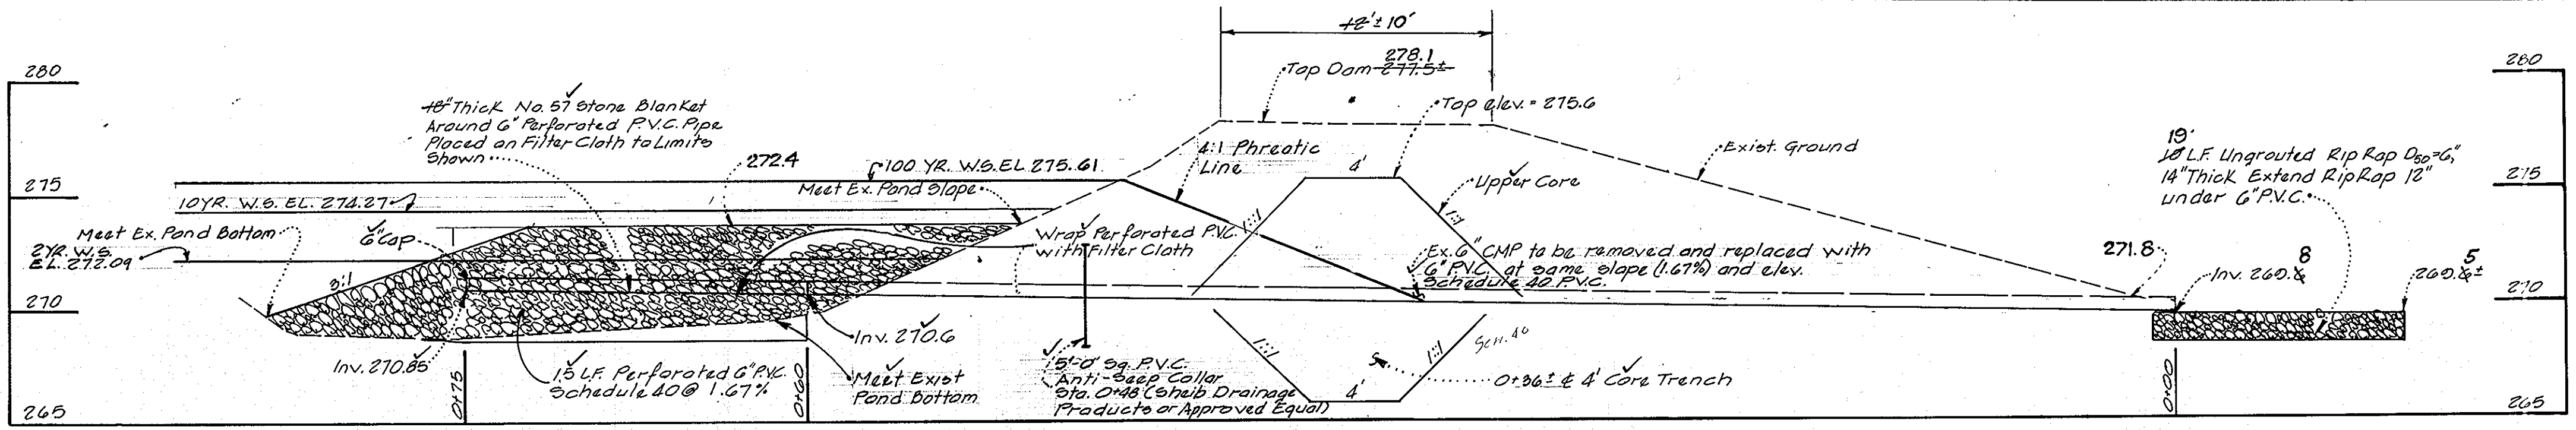 12'± 10'
278.1
Top Dam 277.5±
280
280
18" Thick No. 57 Stone Blanket
Around 6" Perforated P.V.C. Pipe
Placed on Filter Cloth to Limits
Shown
Top elev. = 275.6
19'
10' L.F. Ungrouted Rip Rap D50=6"
14" Thick Extend Rip Rap 12"
under 6" P.V.C.
272.4
100 YR. W.S. EL 275.61
4:1 Phreatic
Line
4'
Exist. Ground
275
275
Meet Ex. Pond Slope
Upper Core
10 YR. W.S. EL. 274.27
1:1
1:1
Meet Ex. Pond Bottom
6" Cap
Wrap Perforated P.V.C.
with Filter Cloth
2 YR. W.S.
EL. 272.09
Ex. 6" CMP to be removed and replaced with
6" P.V.C. at same slope (1.67%) and elev.
Schedule 40 P.V.C.
271.8
8
Inv. 269.6
5
269.6±
3:1
270
270
Inv. 270.6
Sch. 40
1:1
1:1
Inv. 270.85
15 L.F. Perforated 6" P.V.C.
Schedule 40 @ 1.67%
Meet Exist
Pond Bottom
5'-0" Sq. P.V.C.
Anti-Seep Collar
Sta. 0+48 (Sheib Drainage
Products or Approved Equal)
S
0+36± ℄ 4' Core Trench
4'
0+75
0+60
0+00
265
265